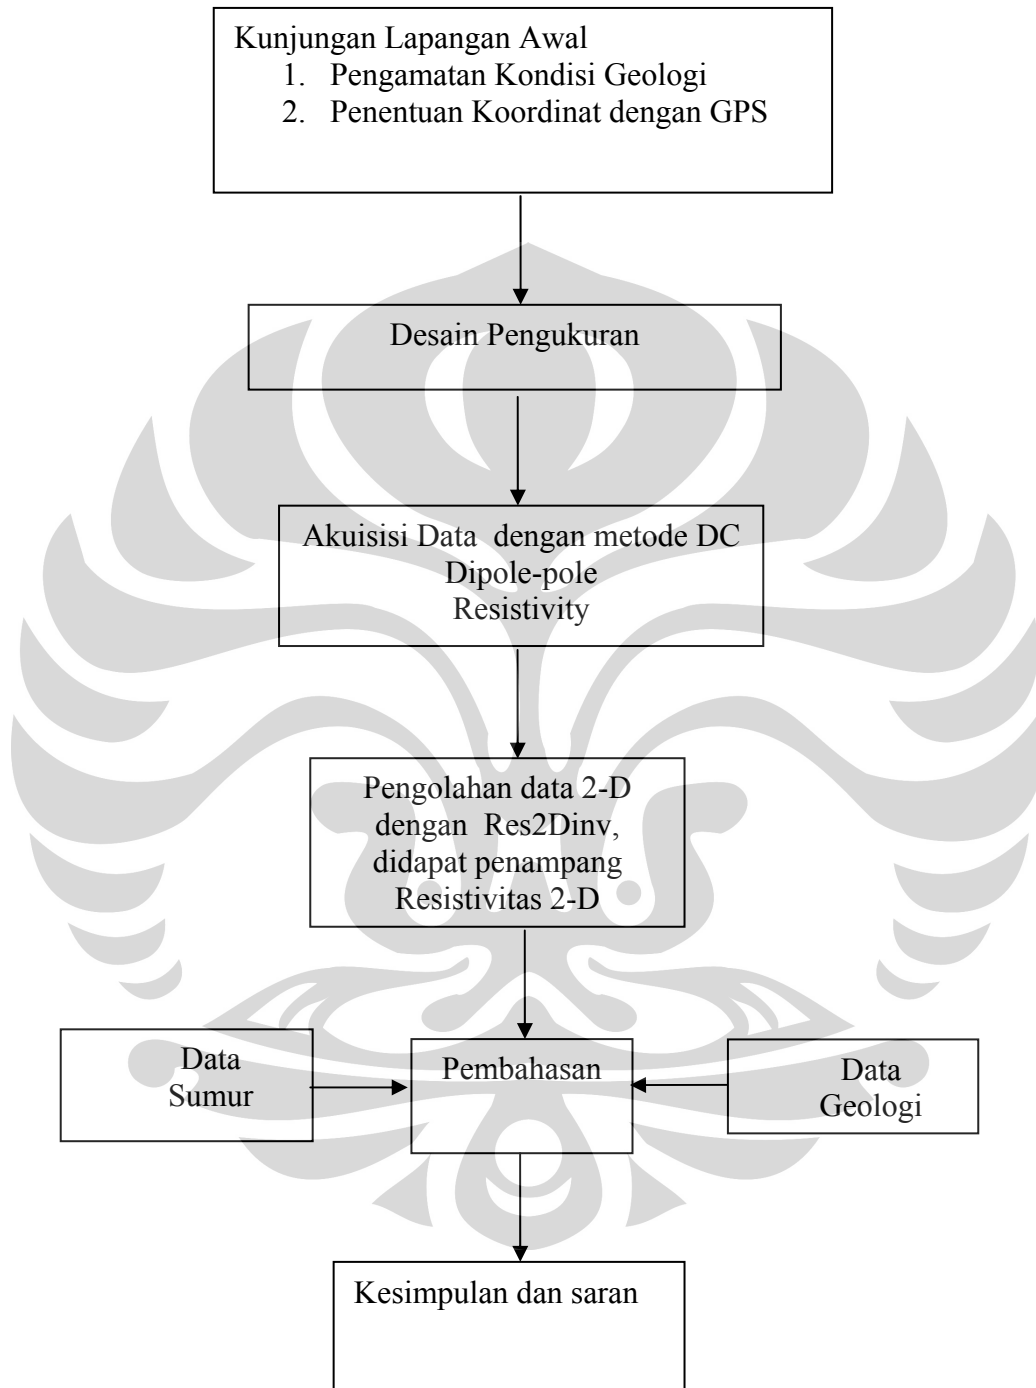 Kunjungan Lapangan Awal
1. Pengamatan Kondisi Geologi
2. Penentuan Koordinat dengan GPS
Desain Pengukuran
Akuisisi Data dengan metode DC
Dipole-pole
Resistivity
Pengolahan data 2-D
dengan Res2Dinv,
didapat penampang
Resistivitas 2-D
Data
Sumur
Pembahasan
Data
Geologi
Kesimpulan dan saran